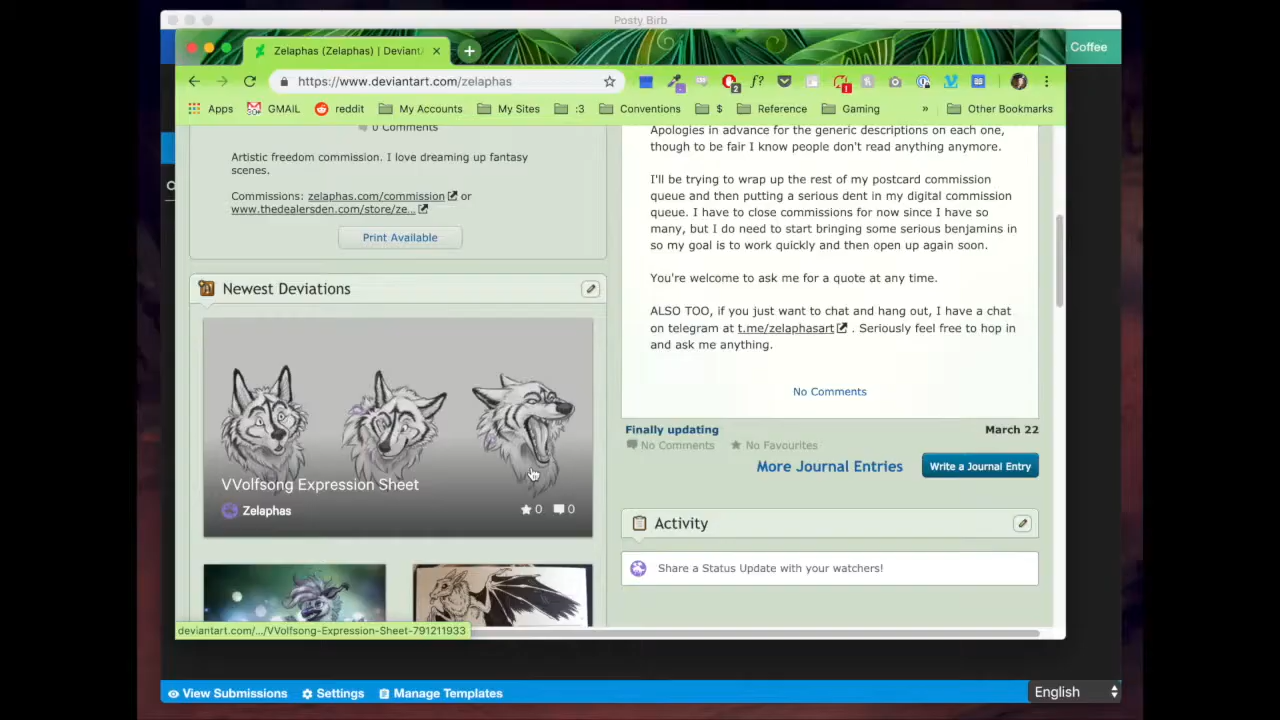 Posty Birb
Zelaphas (Zelaphas) | DeviantA
Coffee
https://www.deviantart.com/zelaphas
2
f?
!
Apps
GMAIL
reddit
My Accounts
My Sites
:3
Conventions
$
Reference
Gaming
»
Other Bookmarks
0 Comments
Artistic freedom commission. I love dreaming up fantasy
scenes.
Commissions: zelaphas.com/commission or
www.thedealersden.com/store/ze...
Print Available
Newest Deviations
VVolfsong Expression Sheet
Zelaphas
0 0
deviantart.com/.../VVolfsong-Expression-Sheet-791211933
Apologies in advance for the generic descriptions on each one,
though to be fair I know people don't read anything anymore.
I'll be trying to wrap up the rest of my postcard commission
queue and then putting a serious dent in my digital commission
queue. I have to close commissions for now since I have so
many, but I do need to start bringing some serious benjamins in
so my goal is to work quickly and then open up again soon.
You're welcome to ask me for a quote at any time.
ALSO TOO, if you just want to chat and hang out, I have a chat
on telegram at t.me/zelaphasart . Seriously feel free to hop in
and ask me anything.
No Comments
Finally updating March 22
No Comments No Favourites
More Journal Entries Write a Journal Entry
Activity
Share a Status Update with your watchers!
View Submissions Settings Manage Templates
English